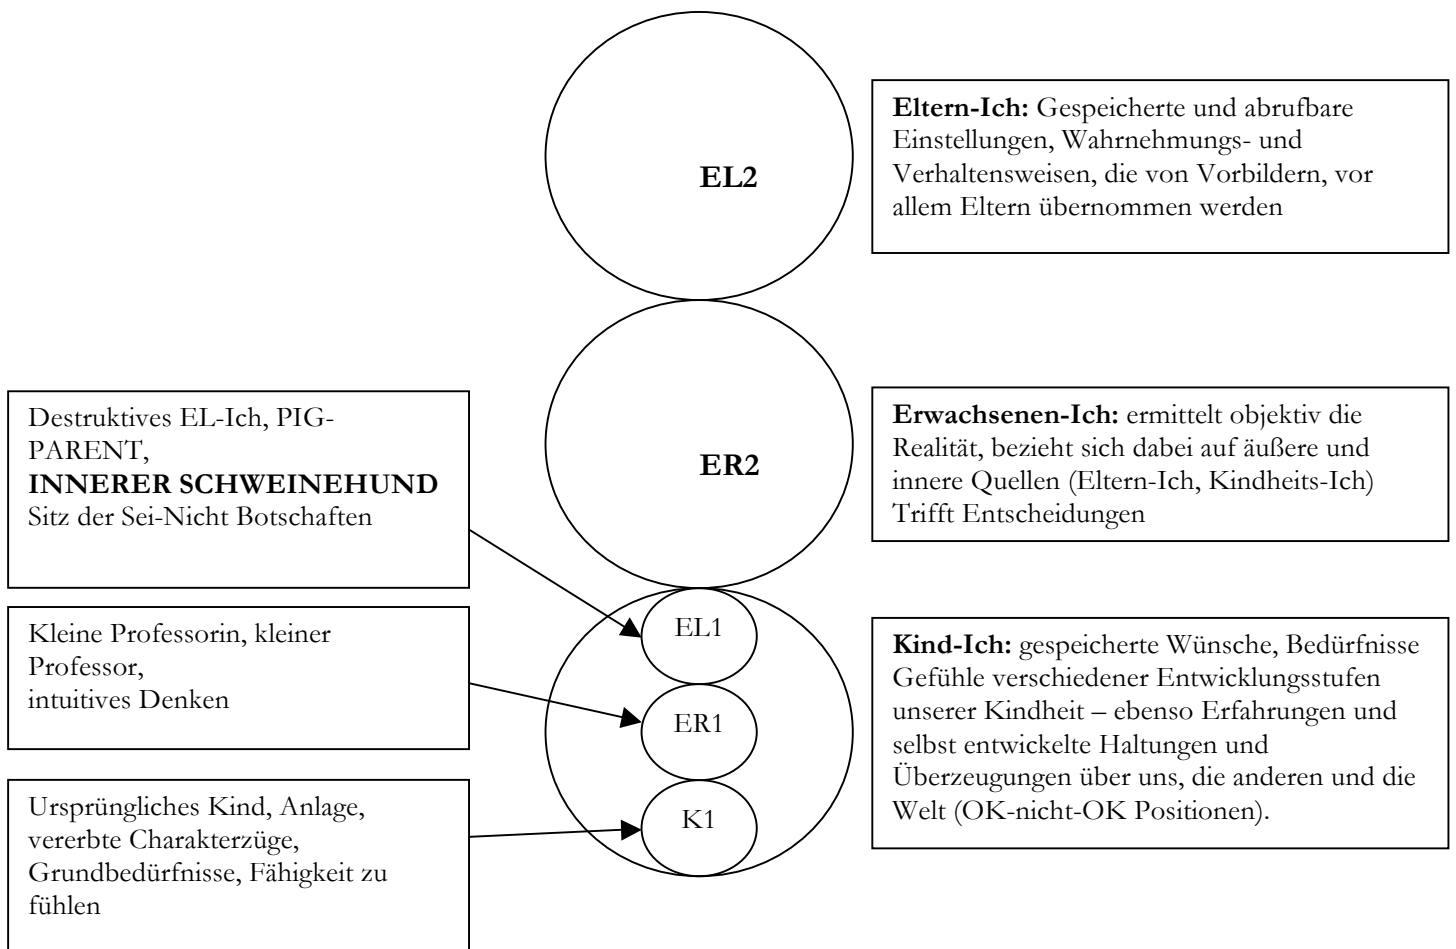 EL2
Eltern-Ich: Gespeicherte und abrufbare
Einstellungen, Wahrnehmungs- und
Verhaltensweisen, die von Vorbildern, vor
allem Eltern übernommen werden
Destruktives EL-Ich, PIG-
PARENT,
INNERER SCHWEINEHUND
Sitz der Sei-Nicht Botschaften
ER2
Erwachsenen-Ich: ermittelt objektiv die
Realität, bezieht sich dabei auf äußere und
innere Quellen (Eltern-Ich, Kindheits-Ich)
Trifft Entscheidungen
Kleine Professorin, kleiner
Professor,
intuitives Denken
EL1
ER1
K1
Kind-Ich: gespeicherte Wünsche, Bedürfnisse
Gefühle verschiedener Entwicklungsstufen
unserer Kindheit – ebenso Erfahrungen und
selbst entwickelte Haltungen und
Überzeugungen über uns, die anderen und die
Welt (OK-nicht-OK Positionen).
Ursprüngliches Kind, Anlage,
vererbte Charakterzüge,
Grundbedürfnisse, Fähigkeit zu
fühlen